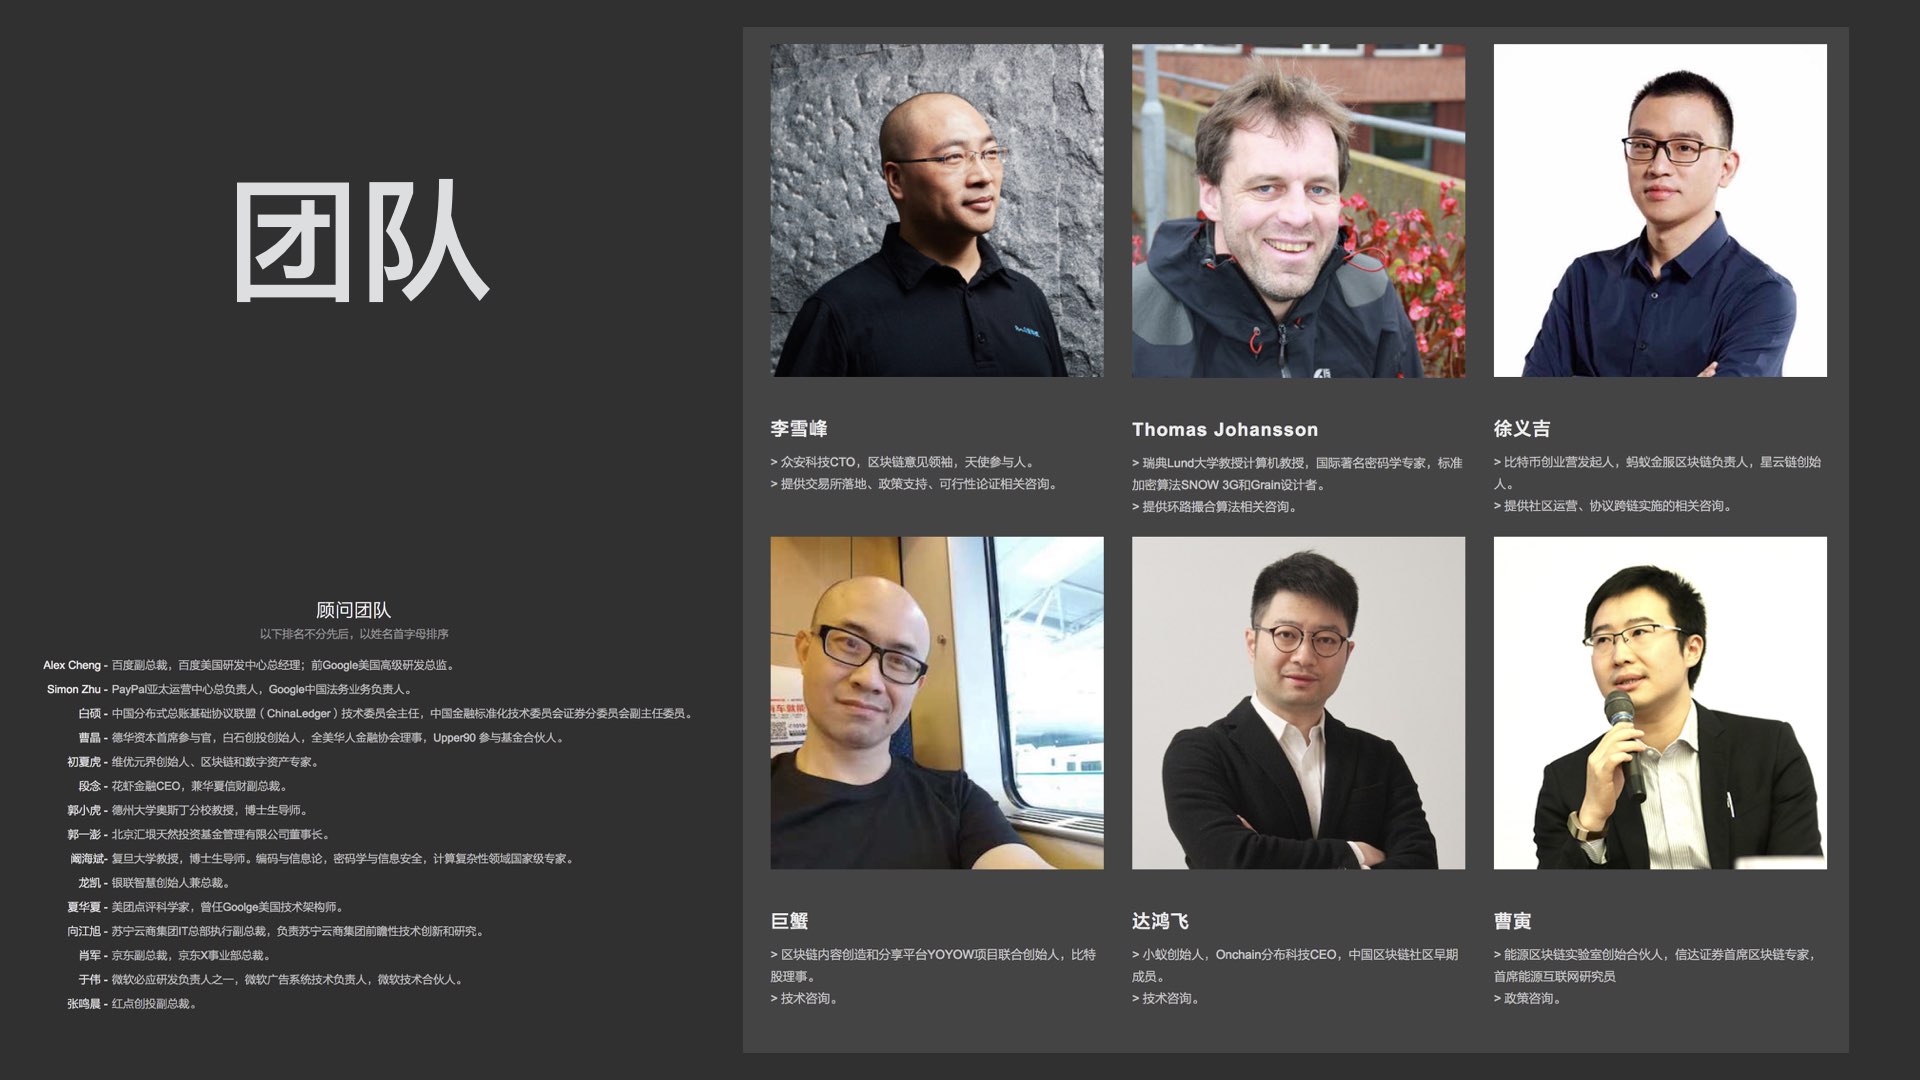 团队
顾问团队
以下排名不分先后，以姓名首字母排序
Alex Cheng - 百度副总裁，百度美国研发中心总经理；前Google美国高级研发总监。
Simon Zhu - PayPal亚太运营中心总负责人，Google中国法务业务负责人。
白硕 - 中国分布式总账基础协议联盟（ChinaLedger）技术委员会主任，中国金融标准化技术委员会证券分委员会副主任委员。
曹晶 - 德华资本首席参与官，白石创投创始人，全美华人金融协会理事，Upper90 参与基金合伙人。
初夏虎 - 维优元界创始人、区块链和数字资产专家。
段念 - 花虾金融CEO，兼华夏信财副总裁。
郭小虎 - 德州大学奥斯丁分校教授，博士生导师。
郭一澎 - 北京汇垠天然投资基金管理有限公司董事长。
阚海斌- 复旦大学教授，博士生导师。编码与信息论，密码学与信息安全，计算复杂性领域国家级专家。
龙凯 - 银联智慧创始人兼总裁。
夏华夏 - 美团点评科学家，曾任Goolge美国技术架构师。
向江旭 - 苏宁云商集团IT总部执行副总裁，负责苏宁云商集团前瞻性技术创新和研究。
肖军 - 京东副总裁，京东X事业部总裁。
于伟 - 微软必应研发负责人之一，微软广告系统技术负责人，微软技术合伙人。
张鸣晨 - 红点创投副总裁。
李雪峰
> 众安科技CTO，区块链意见领袖，天使参与人。
> 提供交易所落地、政策支持、可行性论证相关咨询。
Thomas Johansson
> 瑞典Lund大学教授计算机教授，国际著名密码学专家，标准
加密算法SNOW 3G和Grain设计者。
> 提供环路撮合算法相关咨询。
徐义吉
> 比特币创业营发起人，蚂蚁金服区块链负责人，星云链创始
人。
> 提供社区运营、协议跨链实施的相关咨询。
巨蟹
> 区块链内容创造和分享平台YOYOW项目联合创始人，比特
股理事。
> 技术咨询。
达鸿飞
> 小蚁创始人，Onchain分布科技CEO，中国区块链社区早期
成员。
> 技术咨询。
曹寅
> 能源区块链实验室创始合伙人，信达证券首席区块链专家，
首席能源互联网研究员
> 政策咨询。